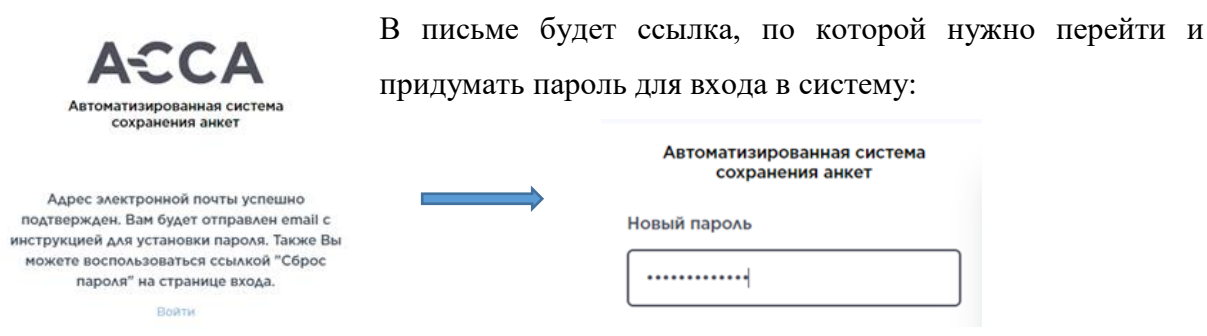 АССА
Автоматизированная система
сохранения анкет
Адрес электронной почты успешно
подтвержден. Вам будет отправлен email с
инструкцией для установки пароля. Также Вы
можете воспользоваться ссылкой "Сброс
пароля" на странице входа.
Войти
В письме будет ссылка, по которой нужно перейти и
придумать пароль для входа в систему:
Автоматизированная система
сохранения анкет
Новый пароль
•••••••••••••